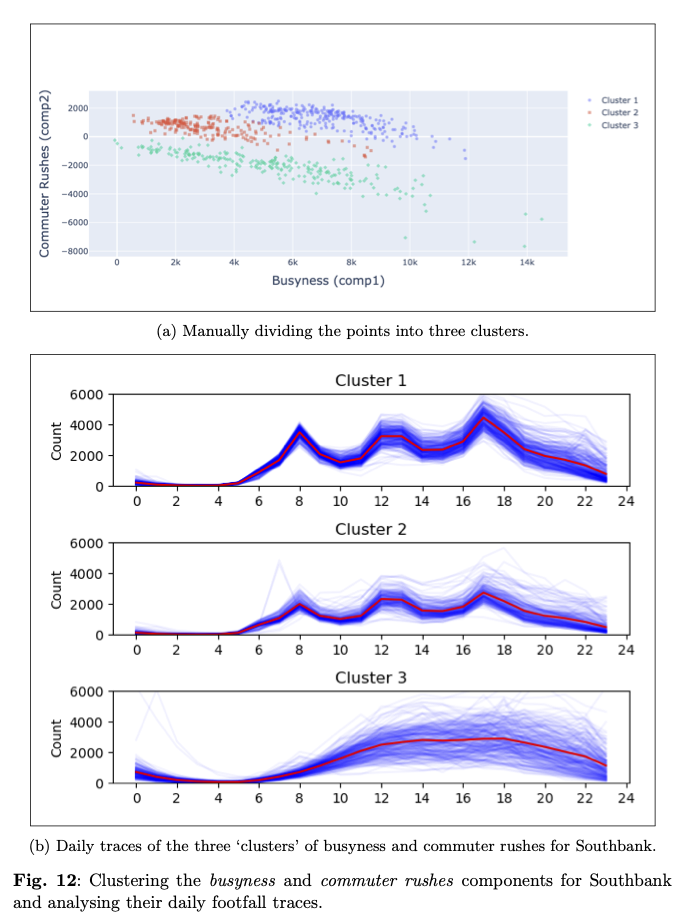 Commuter Rushes (comp2)
2000
0
−2000
−4000
−6000
−8000
0 2k 4k 6k 8k 10k 12k 14k
Busyness (comp1)
Cluster 1
Cluster 2
Cluster 3
(a) Manually dividing the points into three clusters.
Cluster 1
Count
6000
4000
2000
0
0 2 4 6 8 10 12 14 16 18 20 22 24
Cluster 2
Count
6000
4000
2000
0
0 2 4 6 8 10 12 14 16 18 20 22 24
Cluster 3
Count
6000
4000
2000
0
0 2 4 6 8 10 12 14 16 18 20 22 24
(b) Daily traces of the three ‘clusters’ of busyness and commuter rushes for Southbank.
Fig. 12: Clustering the busyness and commuter rushes components for Southbank
and analysing their daily footfall traces.